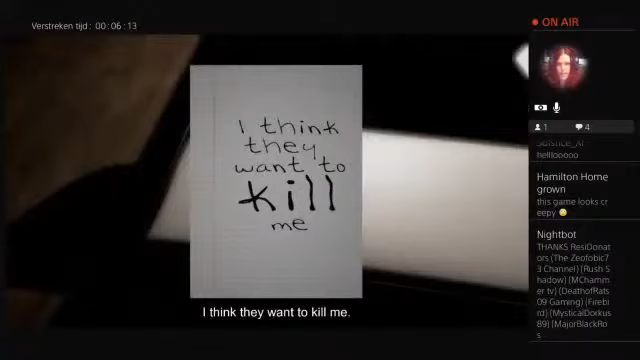 Verstreken tijd: 00:06:13
ON AIR
I think
they
want to
kill
me
I think they want to kill me.
1
4
hellloooo
Hamilton Home
grown
this game looks cr
eepy
Nightbot
THANKS ResiDonat
ors (The Zeofobic7
3 Channel) (Rush S
hadow) (MChamm
er tv) (DeathofRats
09 Gaming) (Firebi
rd) (MysticalDorkus
89) (MajorBlackRo
s